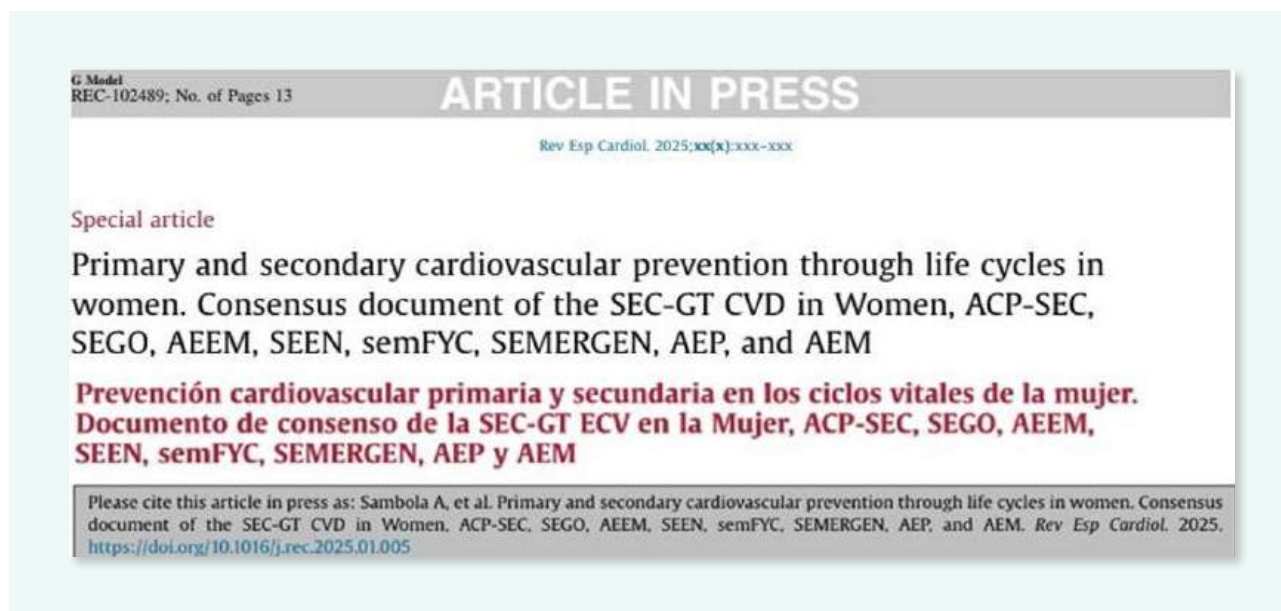 G Model
REC-102489; No. of Pages 13
ARTICLE IN PRESS
Rev Esp Cardiol. 2025;xx(x):xxx–xxx
Special article
Primary and secondary cardiovascular prevention through life cycles in
women. Consensus document of the SEC-GT CVD in Women, ACP-SEC,
SEGO, AEEM, SEEN, semFYC, SEMERGEN, AEP, and AEM
Prevención cardiovascular primaria y secundaria en los ciclos vitales de la mujer.
Documento de consenso de la SEC-GT ECV en la Mujer, ACP-SEC, SEGO, AEEM,
SEEN, semFYC, SEMERGEN, AEP y AEM
Please cite this article in press as: Sambola A, et al. Primary and secondary cardiovascular prevention through life cycles in women. Consensus
document of the SEC-GT CVD in Women, ACP-SEC, SEGO, AEEM, SEEN, semFYC, SEMERGEN, AEP, and AEM. Rev Esp Cardiol. 2025.
https://doi.org/10.1016/j.rec.2025.01.005